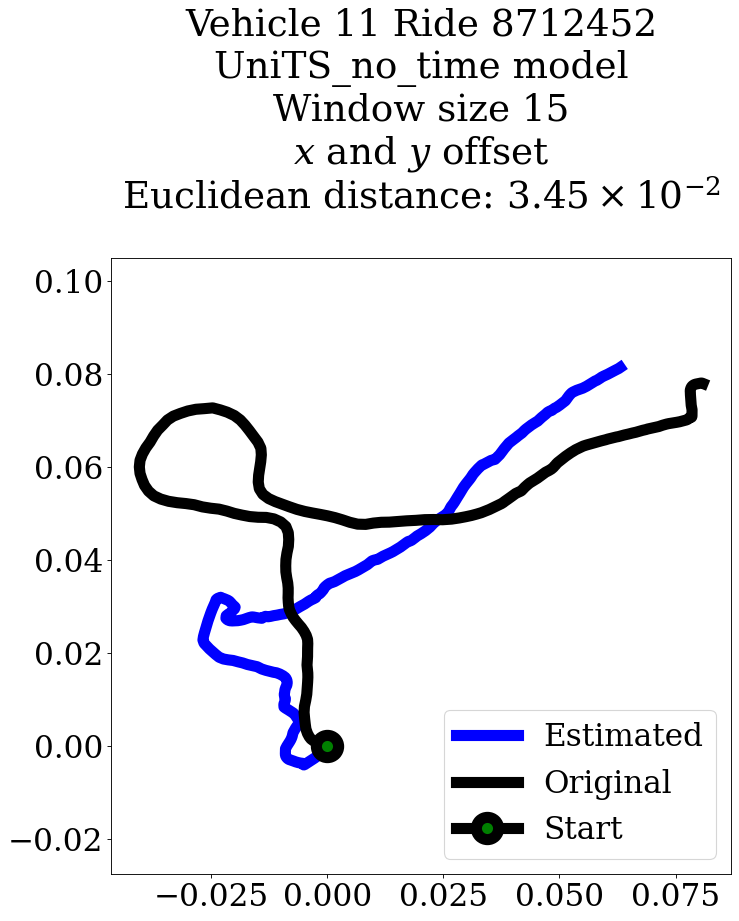 Vehicle 11 Ride 8712452
UniTS_no_time model
Window size 15
x and y offset
Euclidean distance: 3.45 × 10⁻²
0.10
0.08
0.06
0.04
0.02
0.00
−0.02
Estimated
Original
Start
−0.025 0.000 0.025 0.050 0.075